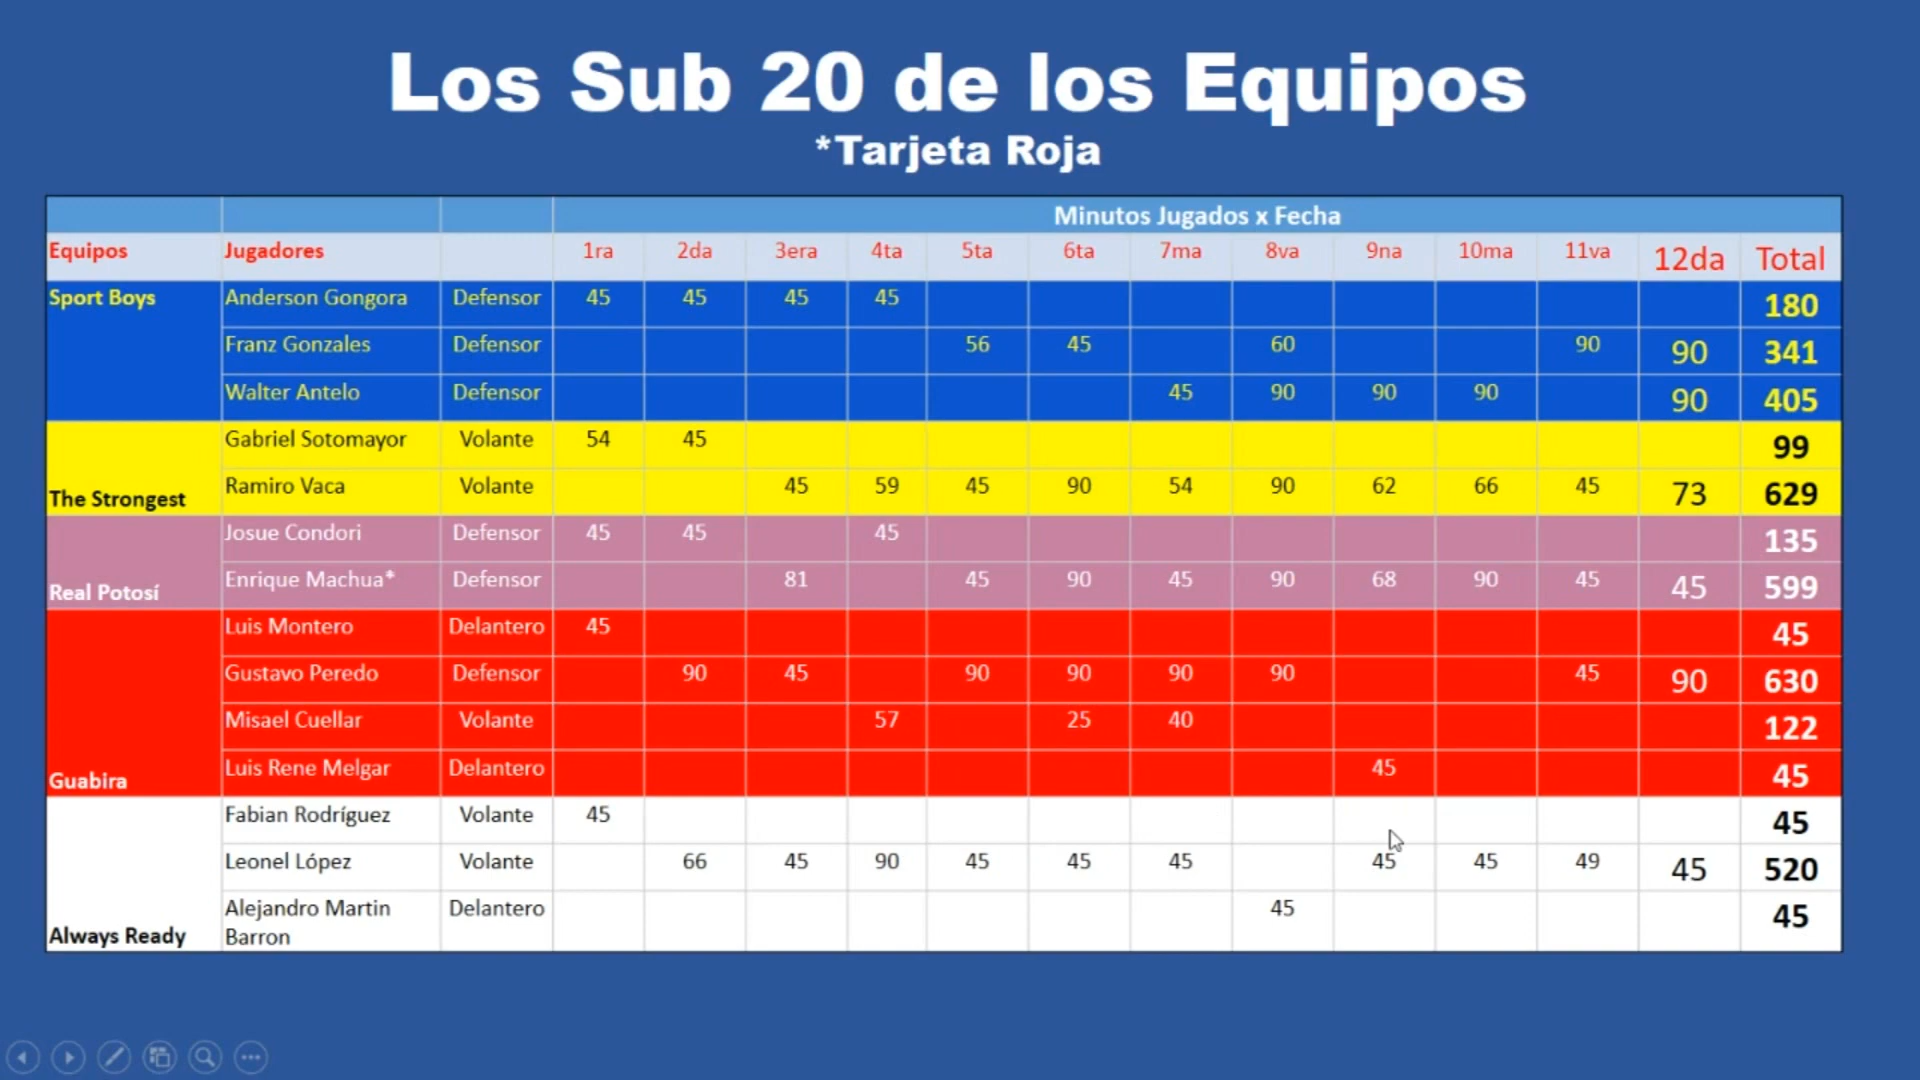 Los Sub 20 de los Equipos
*Tarjeta Roja
Minutos Jugados x Fecha
Equipos Jugadores 1ra 2da 3era 4ta 5ta 6ta 7ma 8va 9na 10ma 11va 12da Total
Sport Boys Anderson Gongora Defensor 45 45 45 45 180
Franz Gonzales Defensor 56 45 60 90 90 341
Walter Antelo Defensor 45 90 90 90 90 405
Gabriel Sotomayor Volante 54 45 99
The Strongest Ramiro Vaca Volante 45 59 45 90 54 90 62 66 45 73 629
Josue Condori Defensor 45 45 45 135
Real Potosí Enrique Machua* Defensor 81 45 90 45 90 68 90 45 45 599
Luis Montero Delantero 45 45
Gustavo Peredo Defensor 90 45 90 90 90 90 45 90 630
Misael Cuellar Volante 57 25 40 122
Guabira Luis Rene Melgar Delantero 45 45
Fabian Rodríguez Volante 45 45
Leonel López Volante 66 45 90 45 45 45 45 45 49 45 520
Alejandro Martin Delantero 45 45
Always Ready Barron